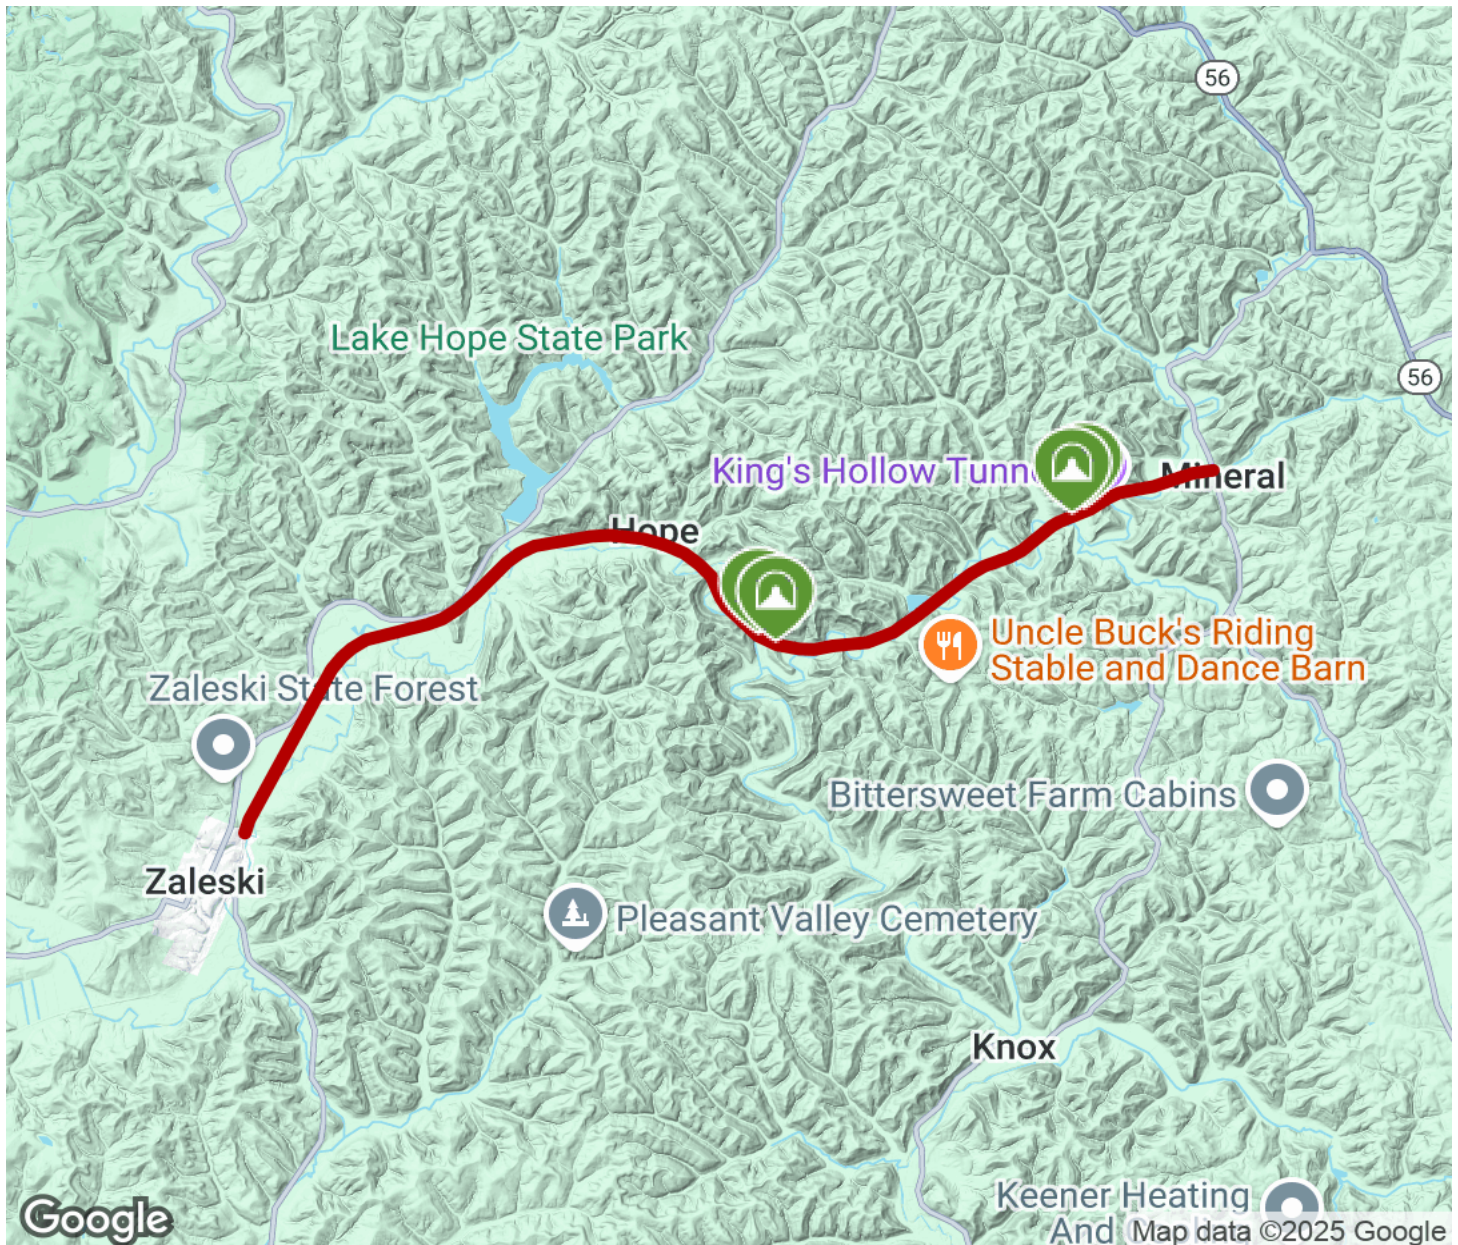 56
Lake Hope State Park
56
King's Hollow Tunne
Mineral
Hope
Uncle Buck's Riding
Stable and Dance Barn
Zaleski State Forest
Bittersweet Farm Cabins
Zaleski
Pleasant Valley Cemetery
Knox
Keener Heating
And
Google
Map data ©2025 Google